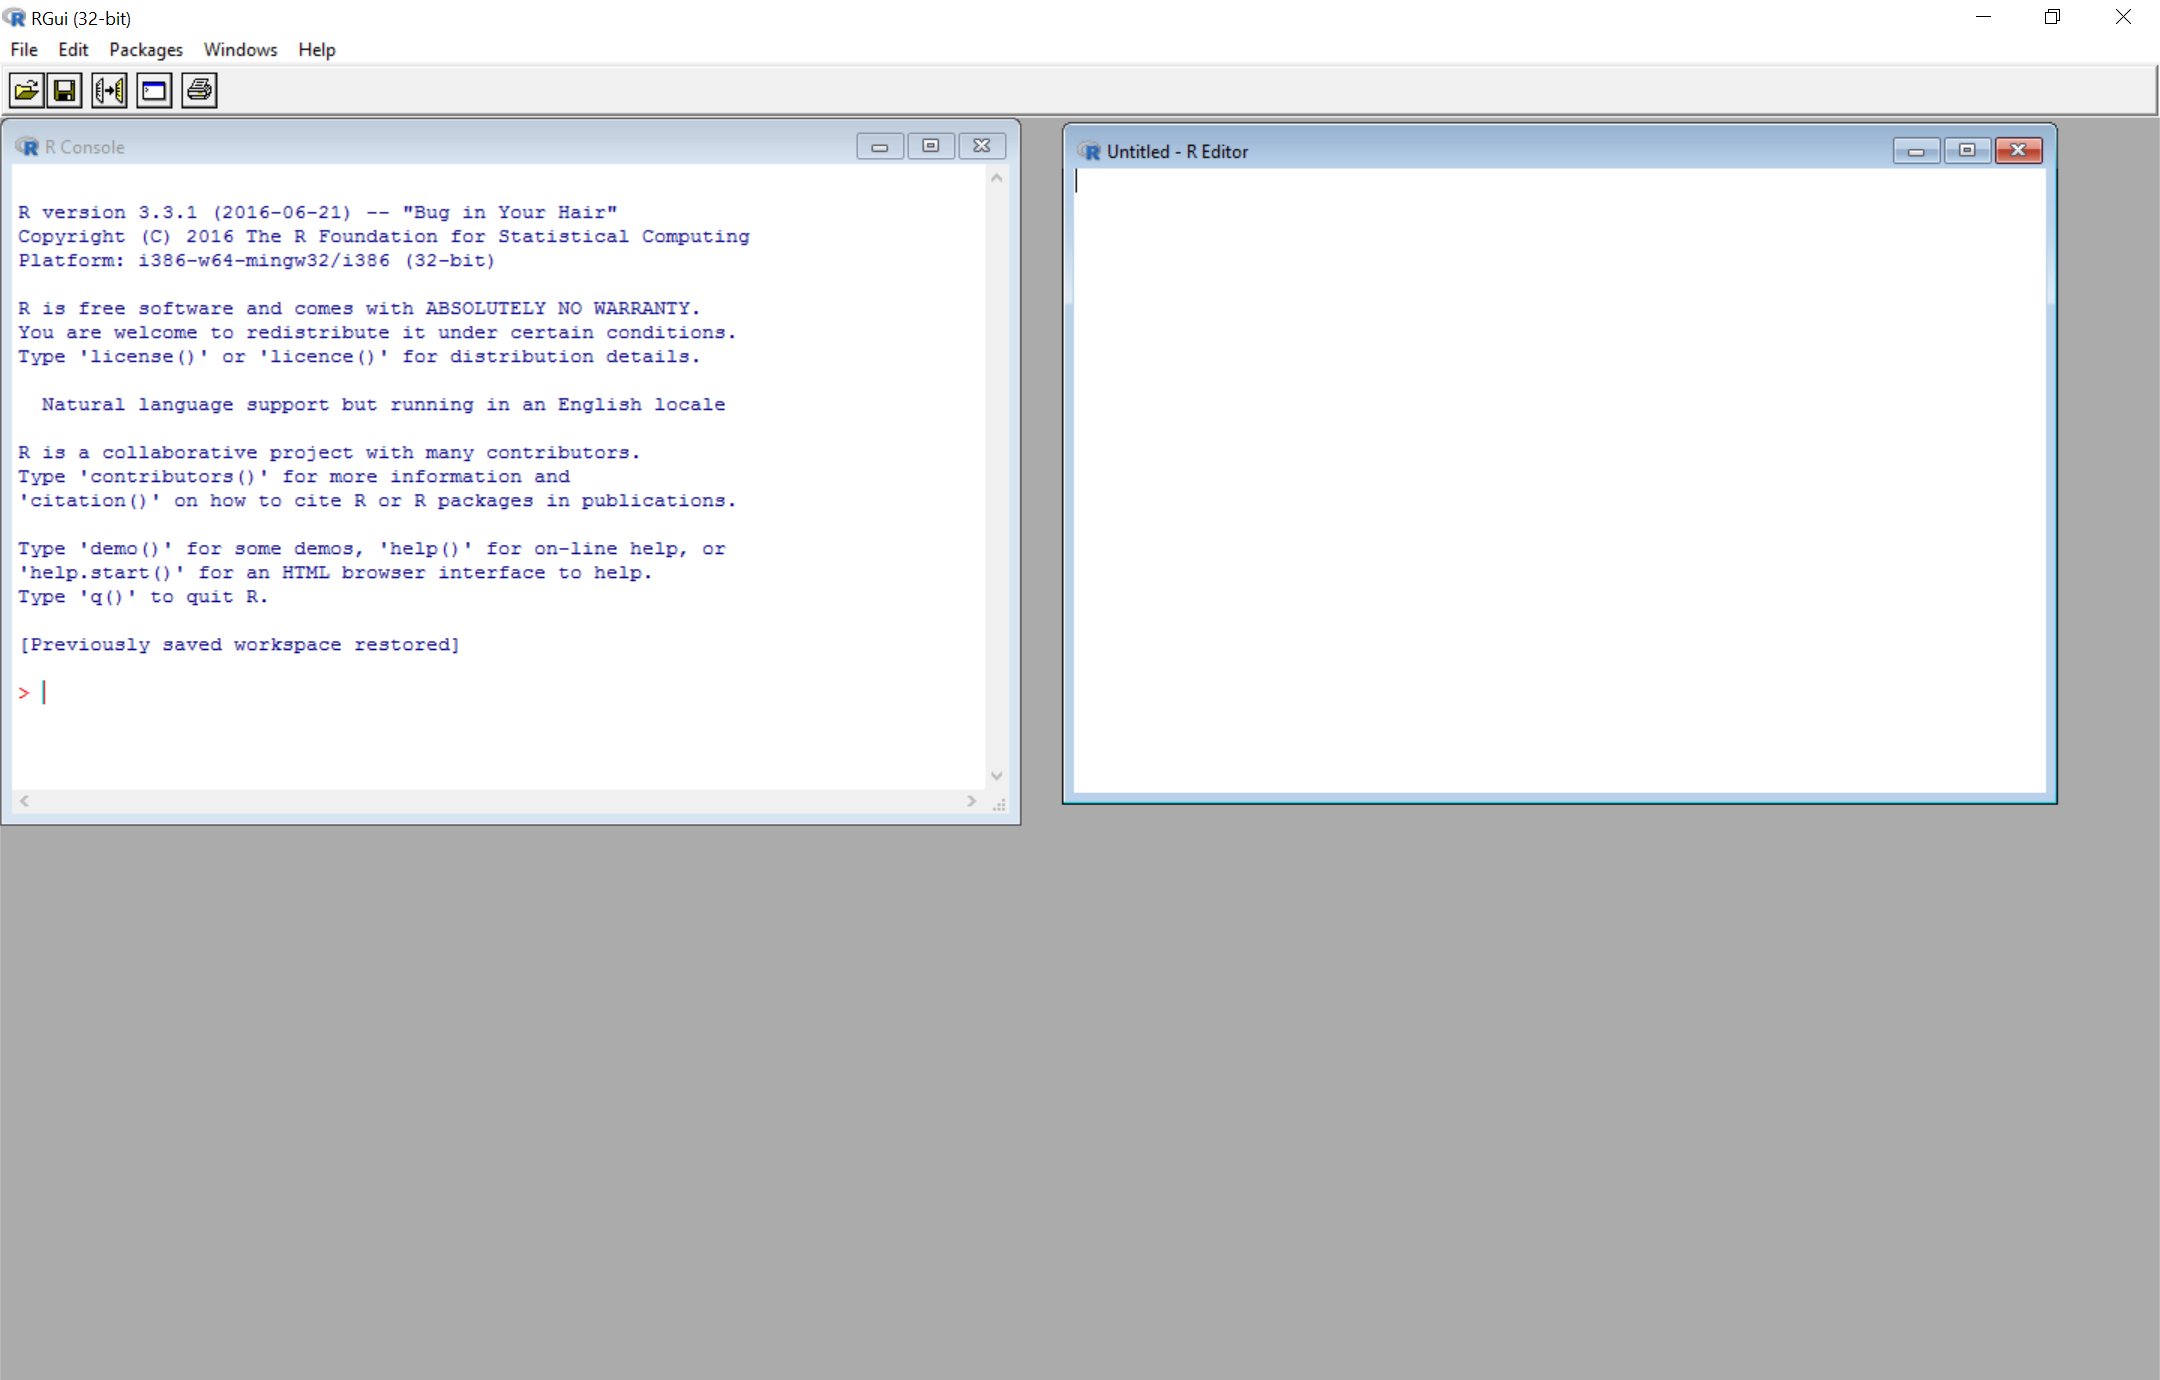 RGui (32-bit)
File Edit Packages Windows Help
R Console
R version 3.3.1 (2016-06-21) -- "Bug in Your Hair"
Copyright (C) 2016 The R Foundation for Statistical Computing
Platform: i386-w64-mingw32/i386 (32-bit)
R is free software and comes with ABSOLUTELY NO WARRANTY.
You are welcome to redistribute it under certain conditions.
Type 'license()' or 'licence()' for distribution details.
Natural language support but running in an English locale
R is a collaborative project with many contributors.
Type 'contributors()' for more information and
'citation()' on how to cite R or R packages in publications.
Type 'demo()' for some demos, 'help()' for on-line help, or
'help.start()' for an HTML browser interface to help.
Type 'q()' to quit R.
[Previously saved workspace restored]
>
Untitled - R Editor